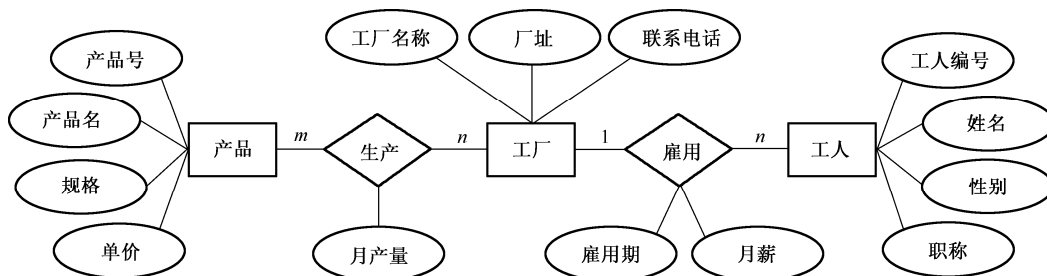 工厂名称
厂址
联系电话
产品号
工人编号
产品名
姓名
产品
m
生产
n
工厂
1
雇用
n
工人
规格
性别
单价
月产量
雇用期
月薪
职称